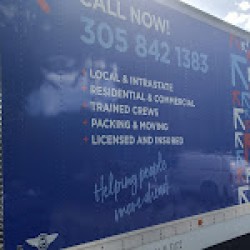 CALL NOW!
305 842 1383
+ LOCAL & INTRASTATE
+ RESIDENTIAL & COMMERCIAL
+ TRAINED CREWS
+ PACKING & MOVING
+ LICENSED AND INSURED
Helping people
move about